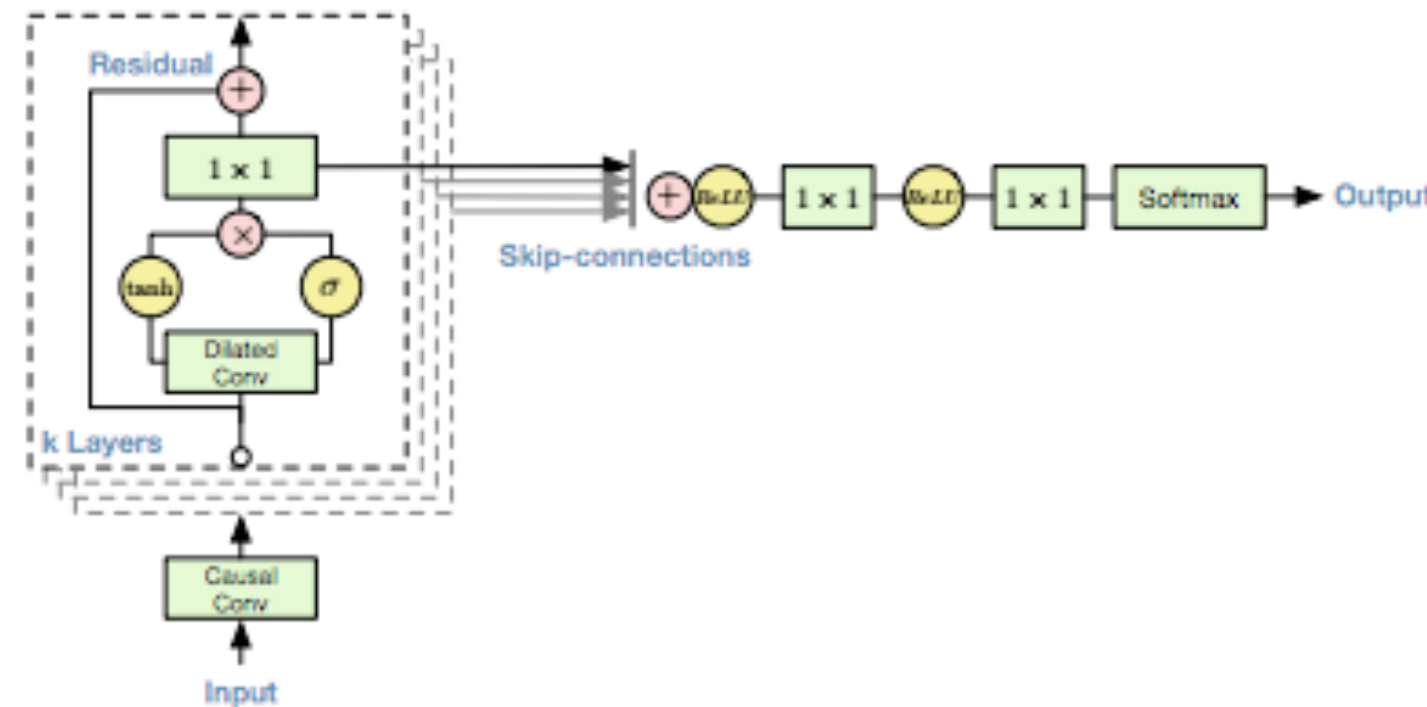 Residual
+
1 × 1
×
tanh
σ
Dilated
Conv
k Layers
Causal
Conv
Input
+
ReLU
1 × 1
ReLU
1 × 1
Softmax
Output
Skip-connections